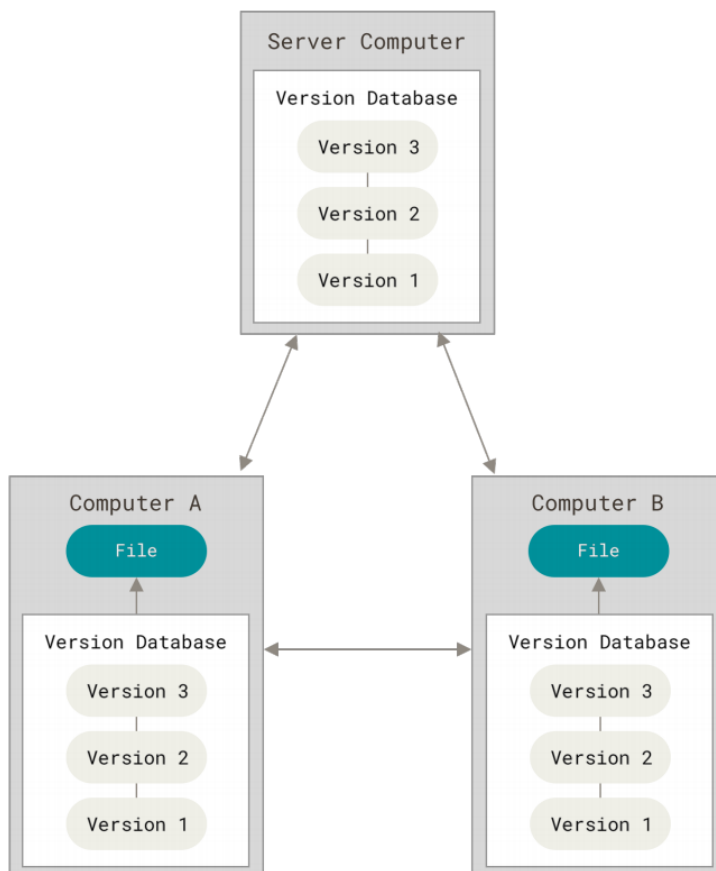 Server Computer
Version Database
Version 3
Version 2
Version 1
Computer A
File
Version Database
Version 3
Version 2
Version 1
Computer B
File
Version Database
Version 3
Version 2
Version 1